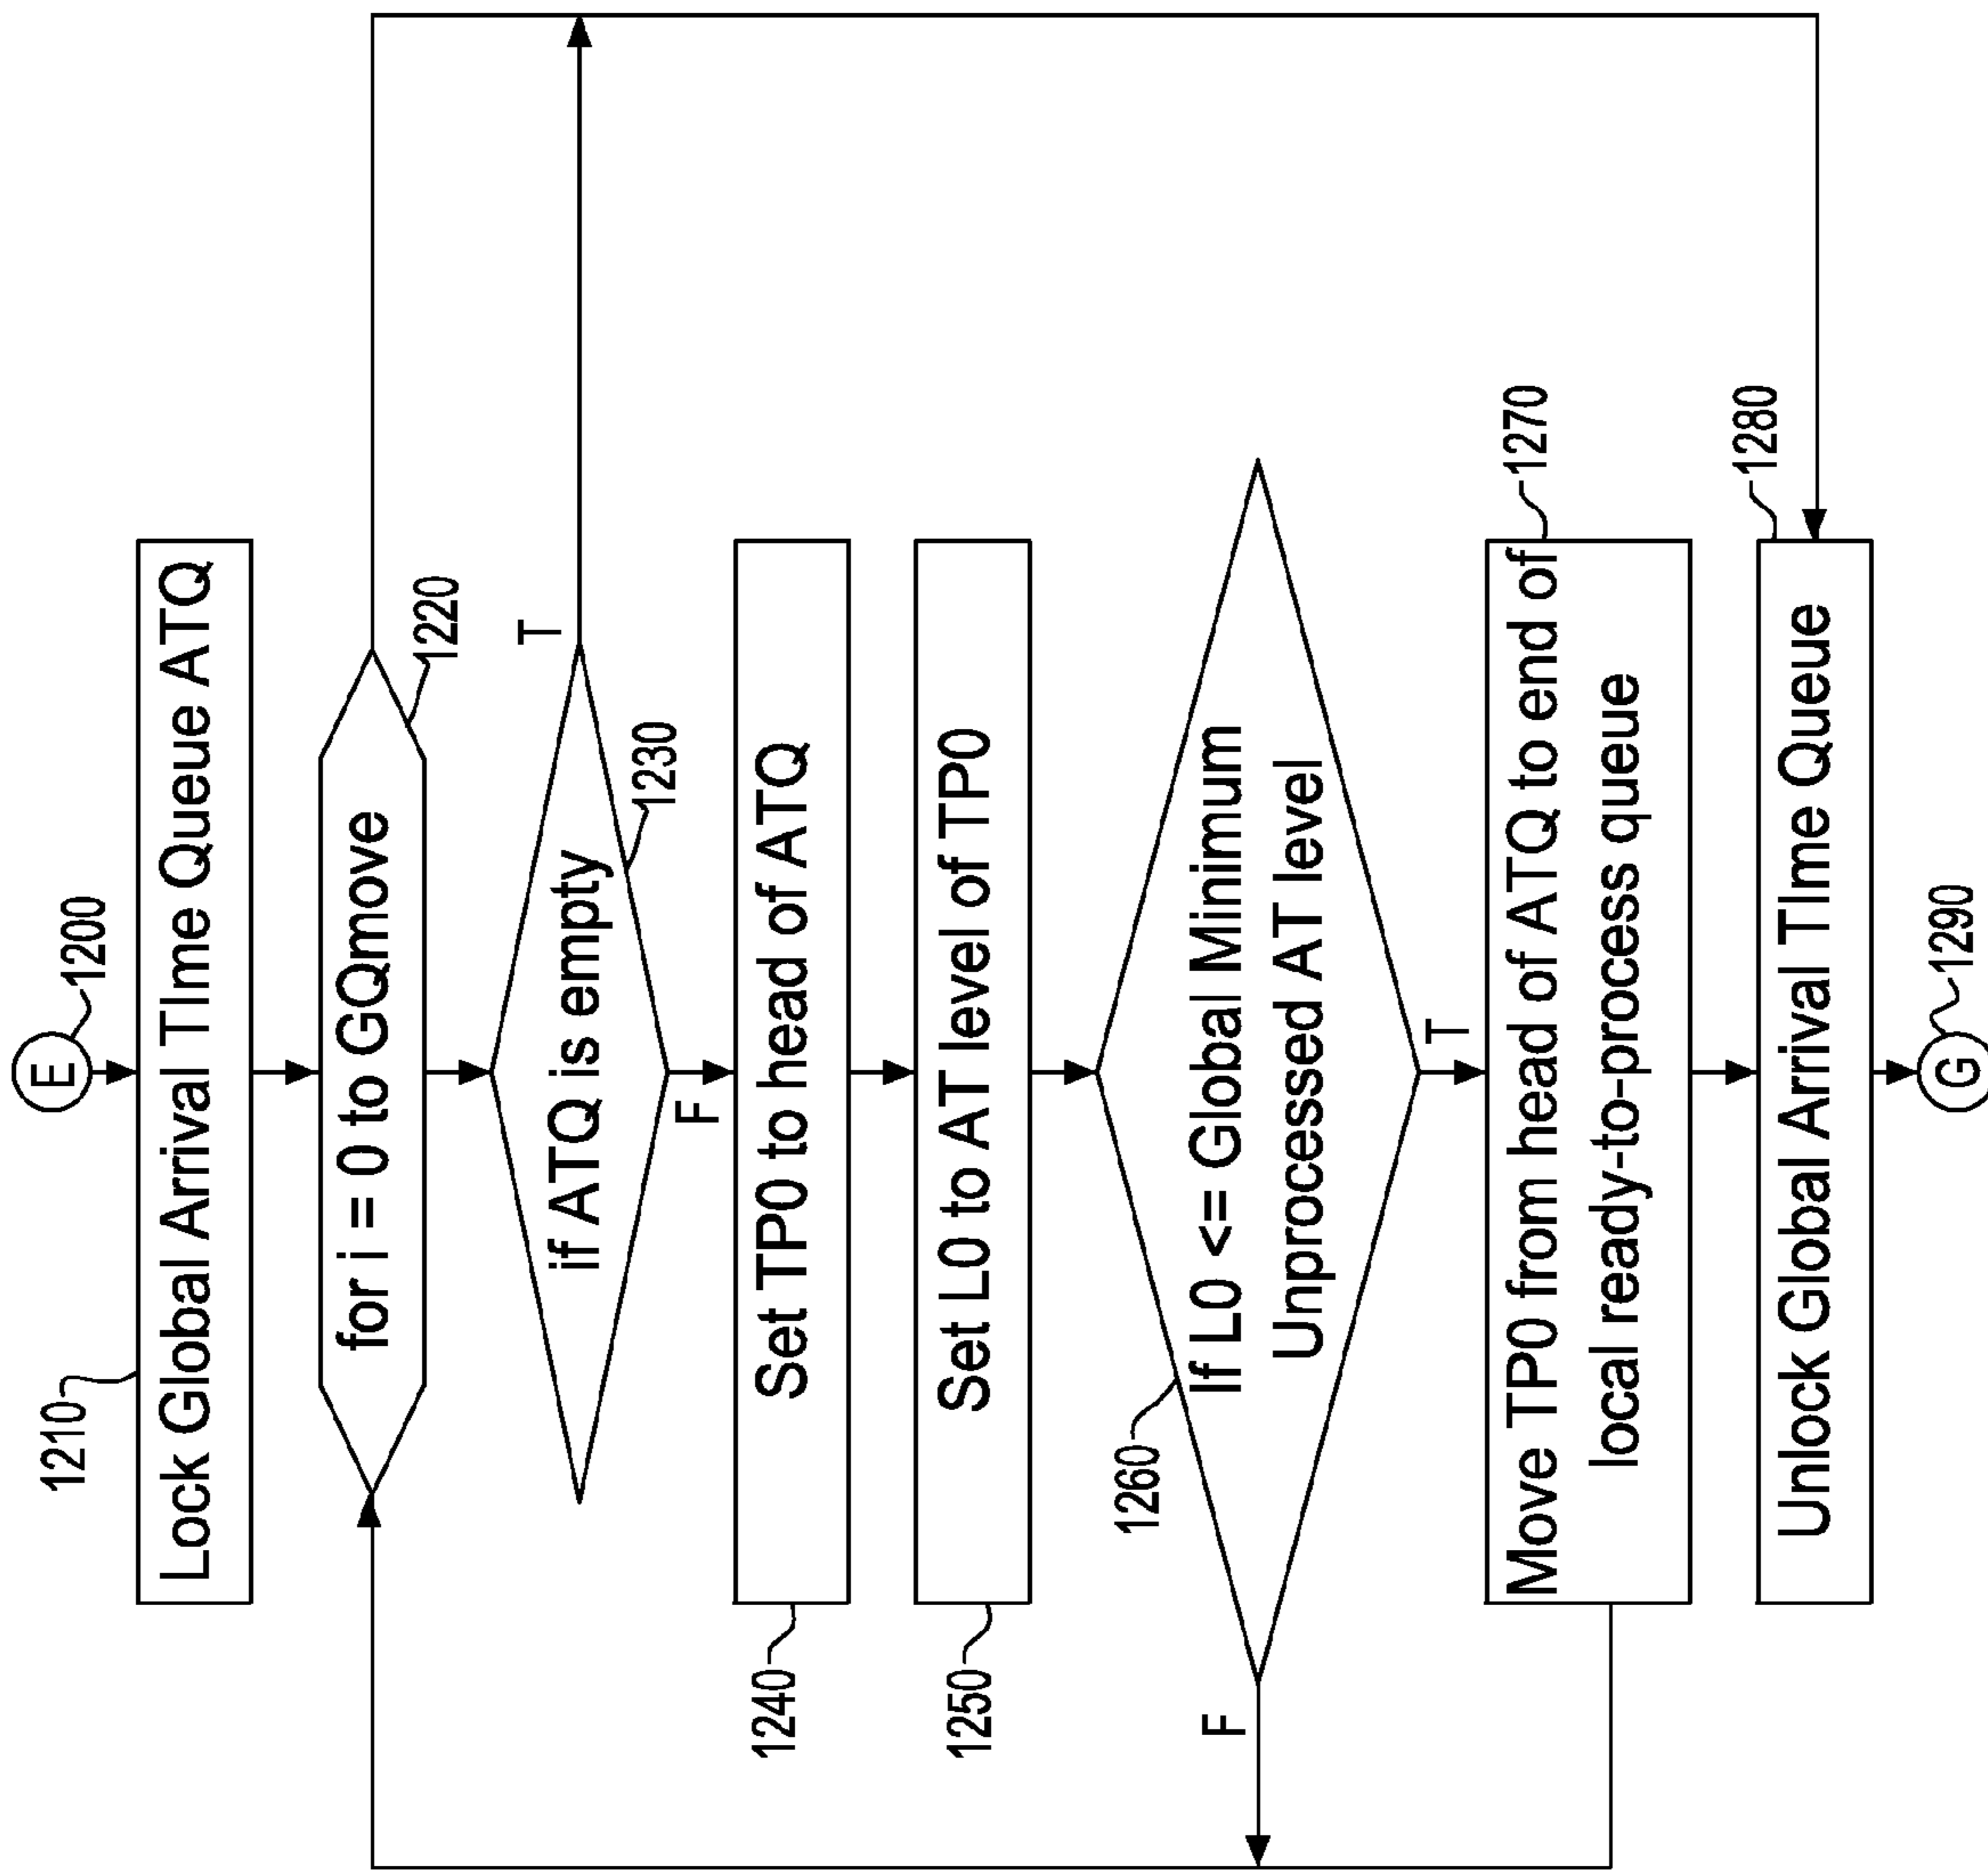 E
1200
1210
Lock Global Arrival TIme Queue ATQ
for i = 0 to GQmove
1220
if ATQ is empty
T
1230
F
Set TP0 to head of ATQ
1240
Set L0 to AT level of TP0
1250
1260
If L0 <= Global Minimum
Unprocessed AT level
F
T
1270
Move TP0 from head of ATQ to end of
local ready-to-process queue
1280
Unlock Global Arrival TIme Queue
G
1290